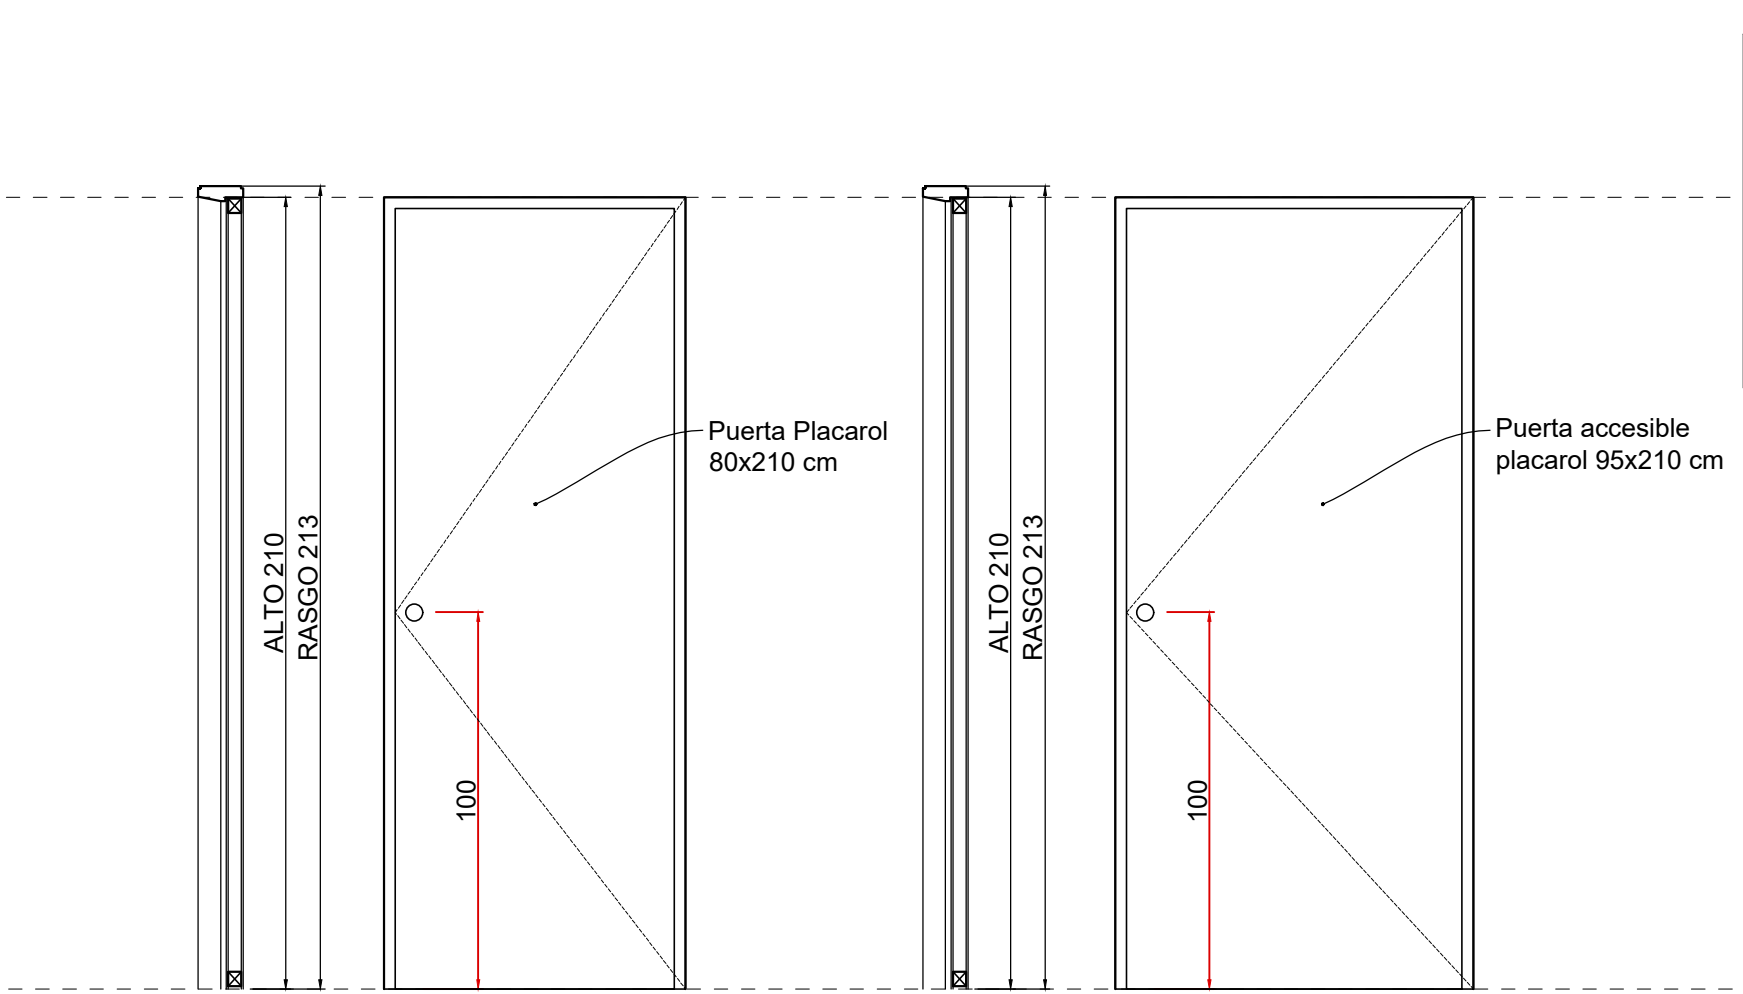 Puerta Placarol
80x210 cm
ALTO 210
RASGO 213
100
Puerta accesible
placarol 95x210 cm
ALTO 210
RASGO 213
100